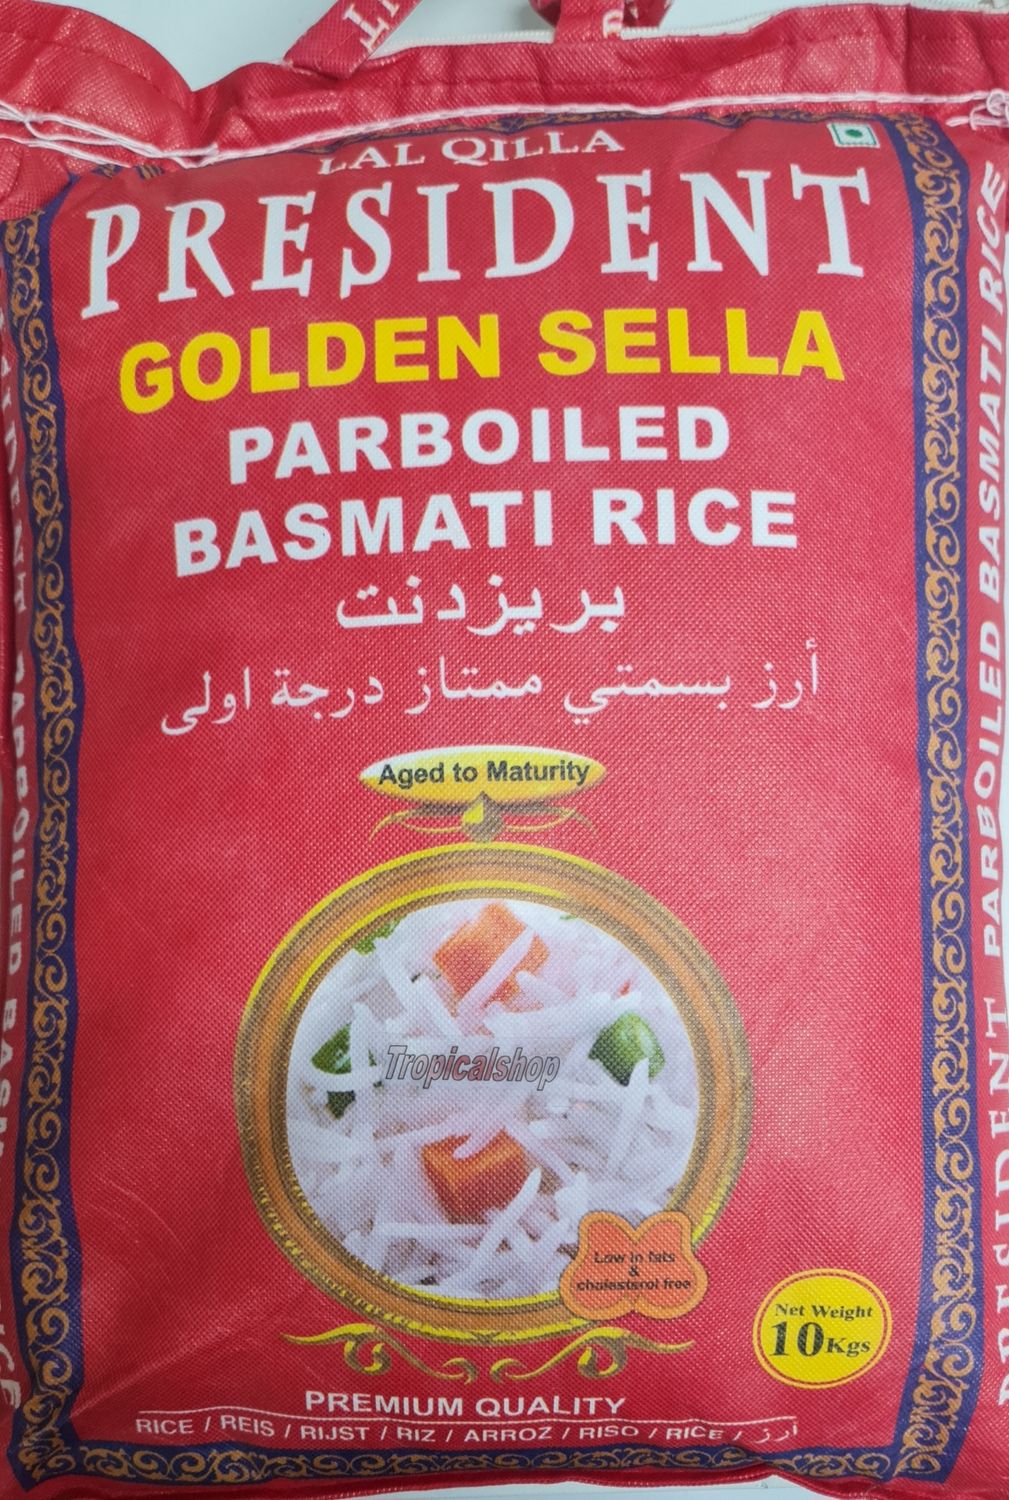 LAL QILLA
PRESIDENT
GOLDEN SELLA
PARBOILED
BASMATI RICE
بريزدنت
أرز بسمتي ممتاز درجة اولى
Aged to Maturity
Tropicalshop
Low in fats
&
cholesterol free
Net Weight
10Kgs
PREMIUM QUALITY
RICE / REIS / RIJST / RIZ / ARROZ / RISO / RICE / أرز
PRESIDENT PARBOILED BASMATI RICE